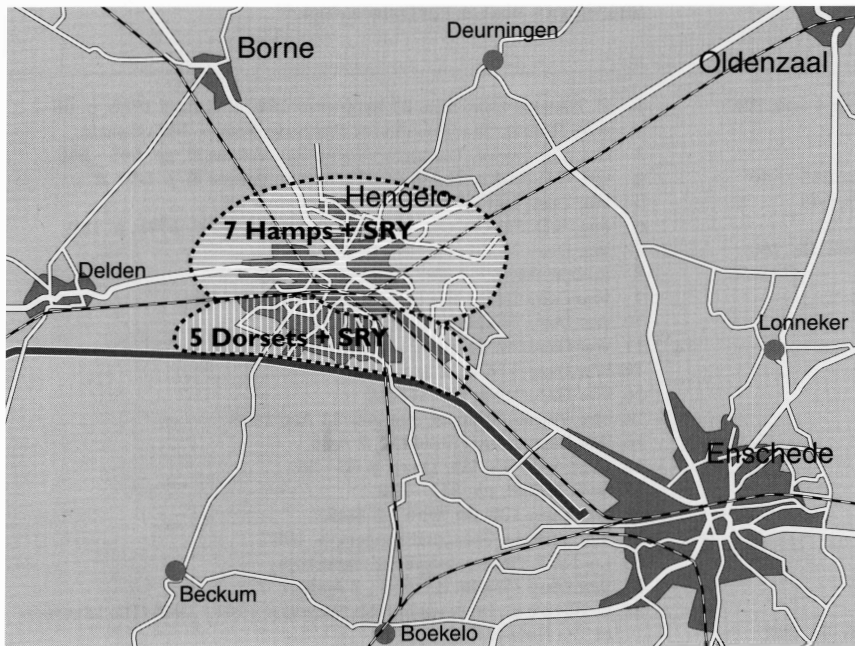 Borne
Deurningen
Oldenzaal
Hengelo
7 Hamps + SRY
Delden
5 Dorsets + SRY
Lonneker
Enschede
Beckum
Boekelo